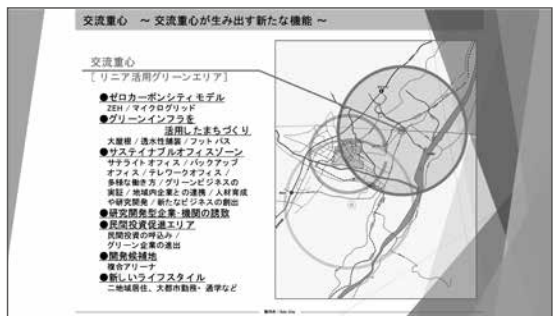 交流重心　～ 交流重心が生み出す新たな機能 ～
交流重心
[ リニア活用グリーンエリア ]
●ゼロカーボンシティモデル
ZEH / マイクログリッド
●グリーンインフラを
活用したまちづくり
大屋根 / 透水性舗装 / フットパス
●サステイナブルオフィスゾーン
サテライトオフィス / バックアップ
オフィス / テレワークオフィス /
多様な働き方 / グリーンビジネスの
実証 / 地域内企業との連携 / 人材育成
や研究開発 / 新たなビジネスの創出
●研究開発型企業・機関の誘致
●民間投資促進エリア
民間投資の呼込み /
グリーン企業の進出
●開発候補地
複合アリーナ
●新しいライフスタイル
二地域居住、大都市勤務・通学など